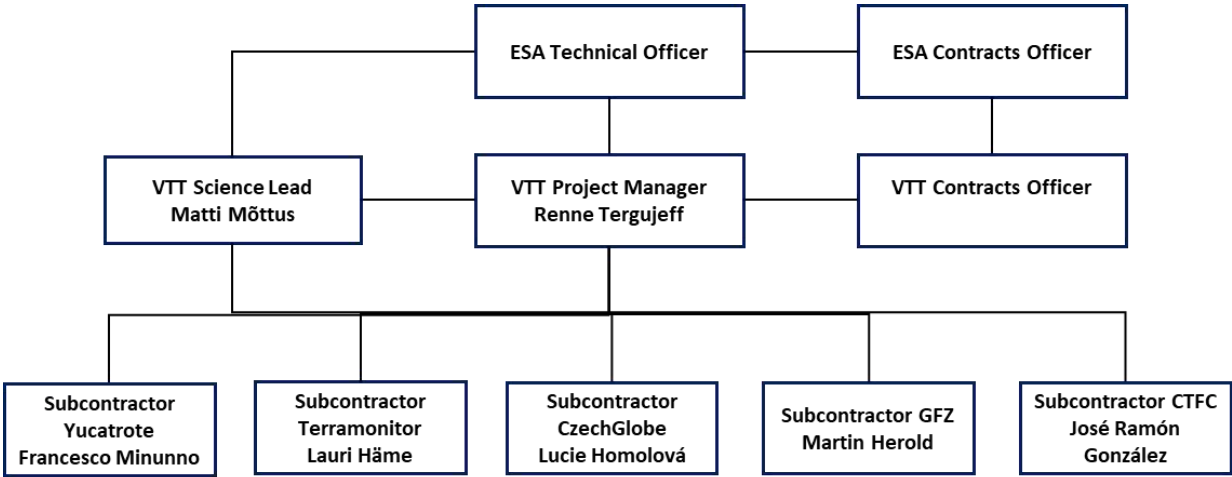 ESA Technical Officer
ESA Contracts Officer
VTT Science Lead
Matti Mõttus
VTT Project Manager
Renne Tergujeff
VTT Contracts Officer
Subcontractor
Yucatrote
Francesco Minunno
Subcontractor
Terramonitor
Lauri Häme
Subcontractor
CzechGlobe
Lucie Homolová
Subcontractor GFZ
Martin Herold
Subcontractor CTFC
José Ramón
González